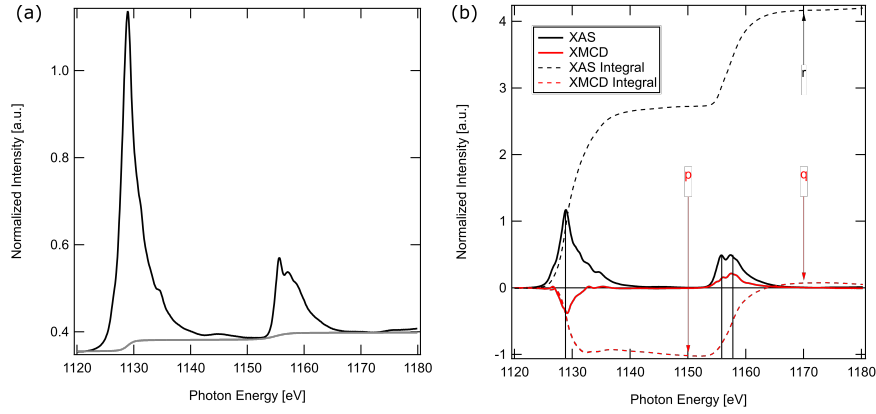 (a)
Normalized Intensity [a.u.]
1.0
0.8
0.6
0.4
1120
1130
1140
1150
1160
1170
1180
Photon Energy [eV]
(b)
Normalized Intensity [a.u.]
4
3
2
1
0
-1
XAS
XMCD
XAS Integral
XMCD Integral
r
p
q
1120
1130
1140
1150
1160
1170
1180
Photon Energy [eV]